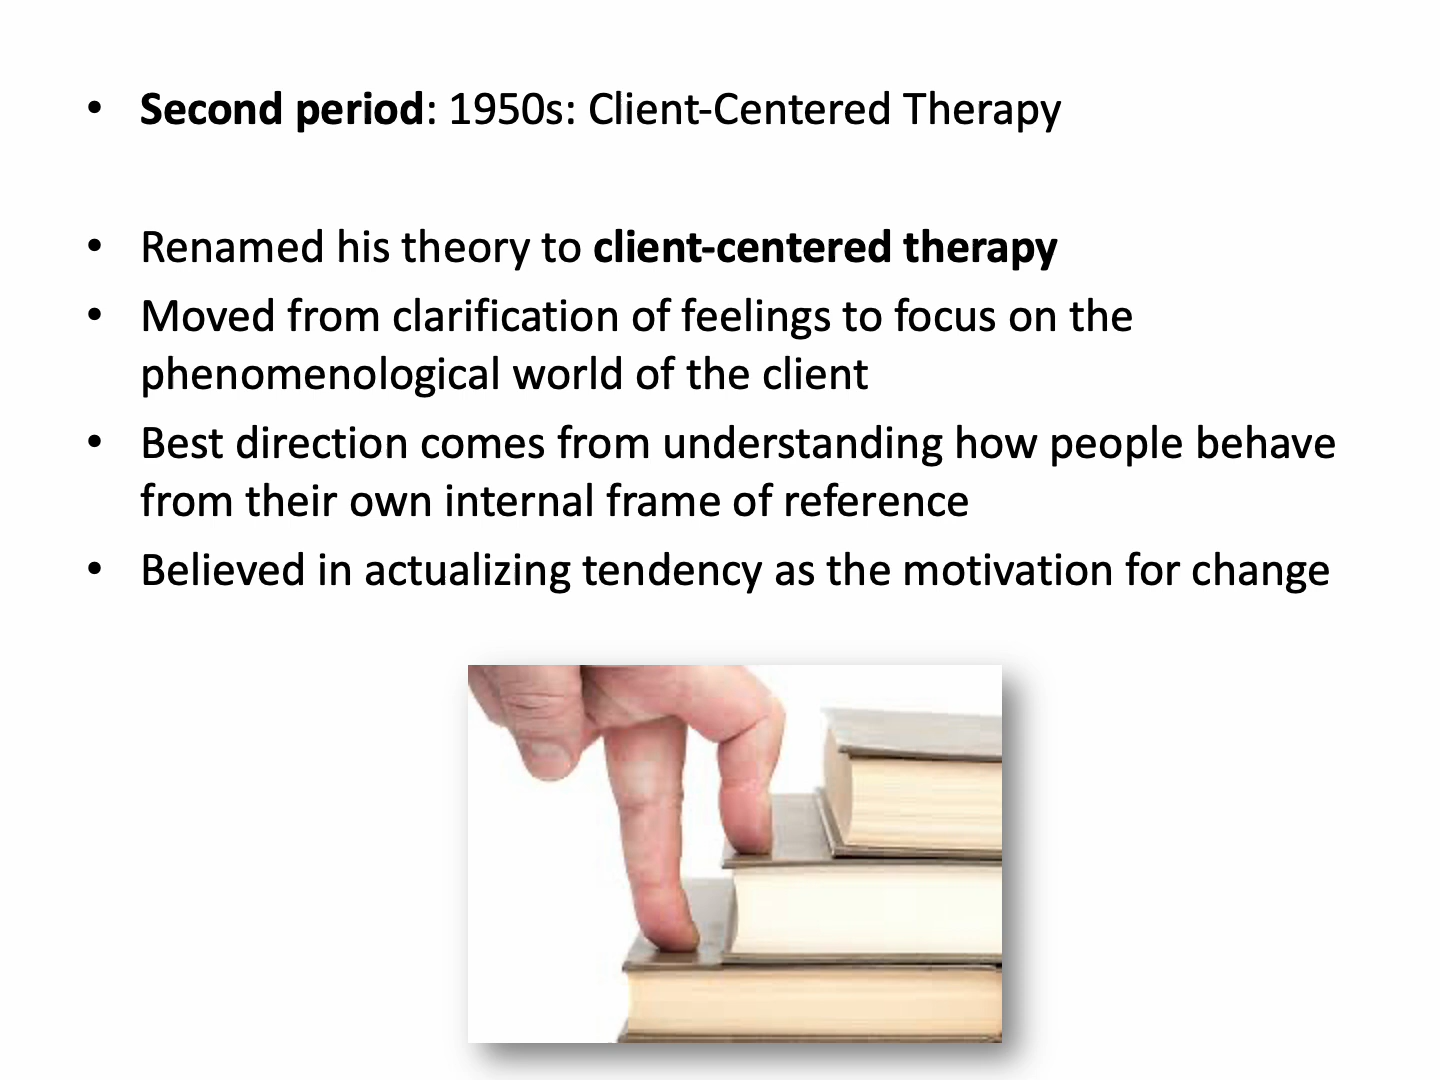 • Second period: 1950s: Client-Centered Therapy
• Renamed his theory to client-centered therapy
• Moved from clarification of feelings to focus on the
phenomenological world of the client
• Best direction comes from understanding how people behave
from their own internal frame of reference
• Believed in actualizing tendency as the motivation for change